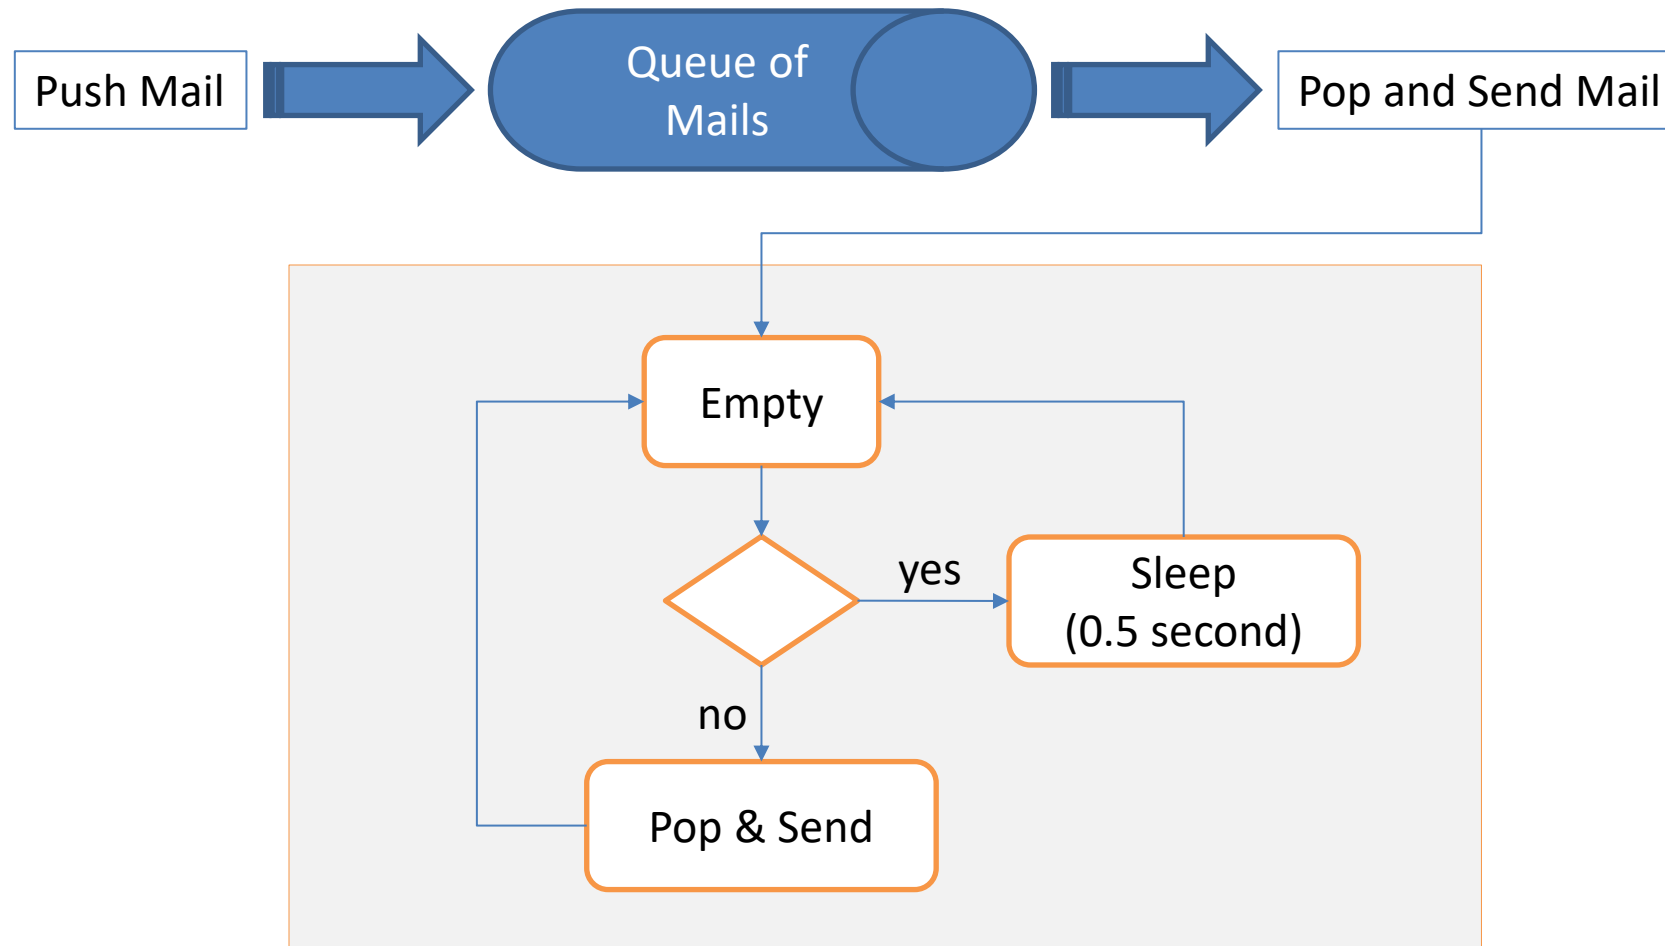 Push Mail
Queue of
Mails
Pop and Send Mail
Empty
yes
Sleep
(0.5 second)
no
Pop & Send